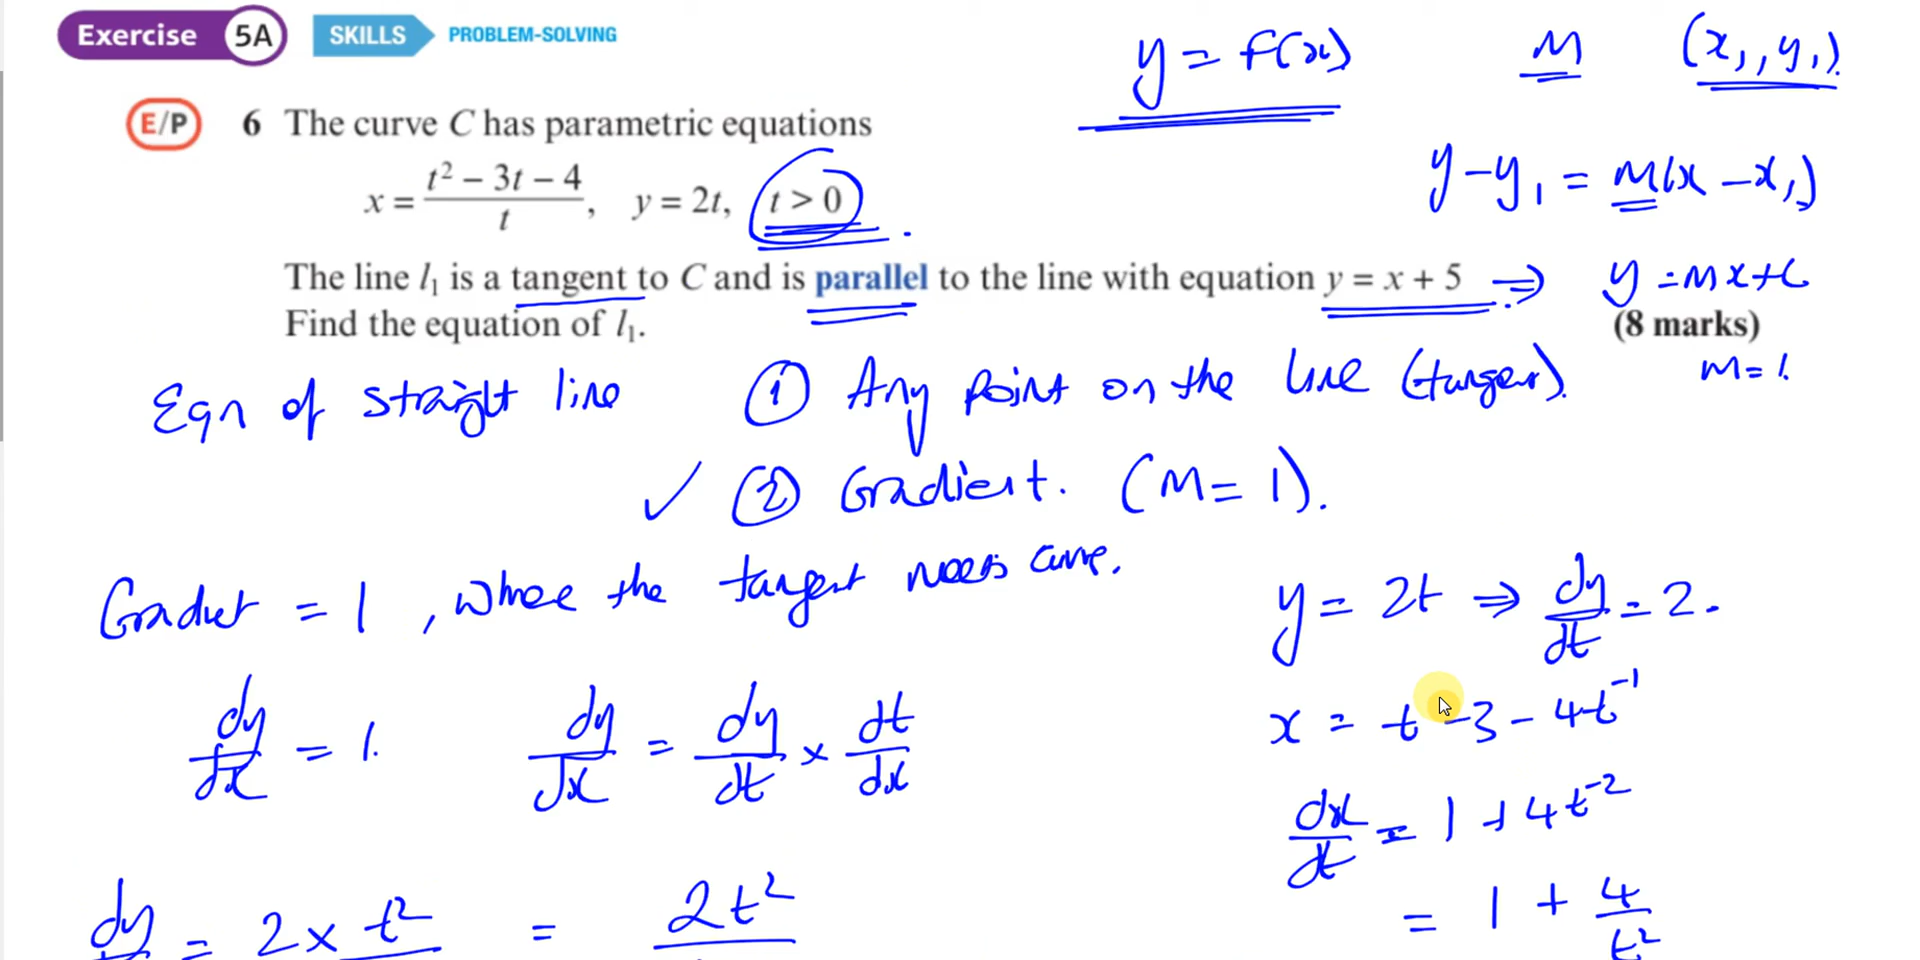 Exercise 5A SKILLS PROBLEM-SOLVING
y = f(x) M (x₁, y₁)
E/P 6 The curve C has parametric equations
x = (t² − 3t − 4)/t, y = 2t, t > 0
y − y₁ = M(x − x₁)
The line l₁ is a tangent to C and is parallel to the line with equation y = x + 5 ⇒ y = Mx + c
Find the equation of l₁. (8 marks)
m = 1.
Eqn of straight line ① Any point on the line (tangent).
✓ ② Gradient. (M = 1).
Gradient = 1, where the tangent meets curve.
y = 2t ⇒ dy/dt = 2.
x = t − 3 − 4t⁻¹
dy/dx = 1. dy/dx = dy/dt × dt/dx
dx/dt = 1 + 4t⁻²
dy = 2 × t² = 2t²
= 1 + 4/t²